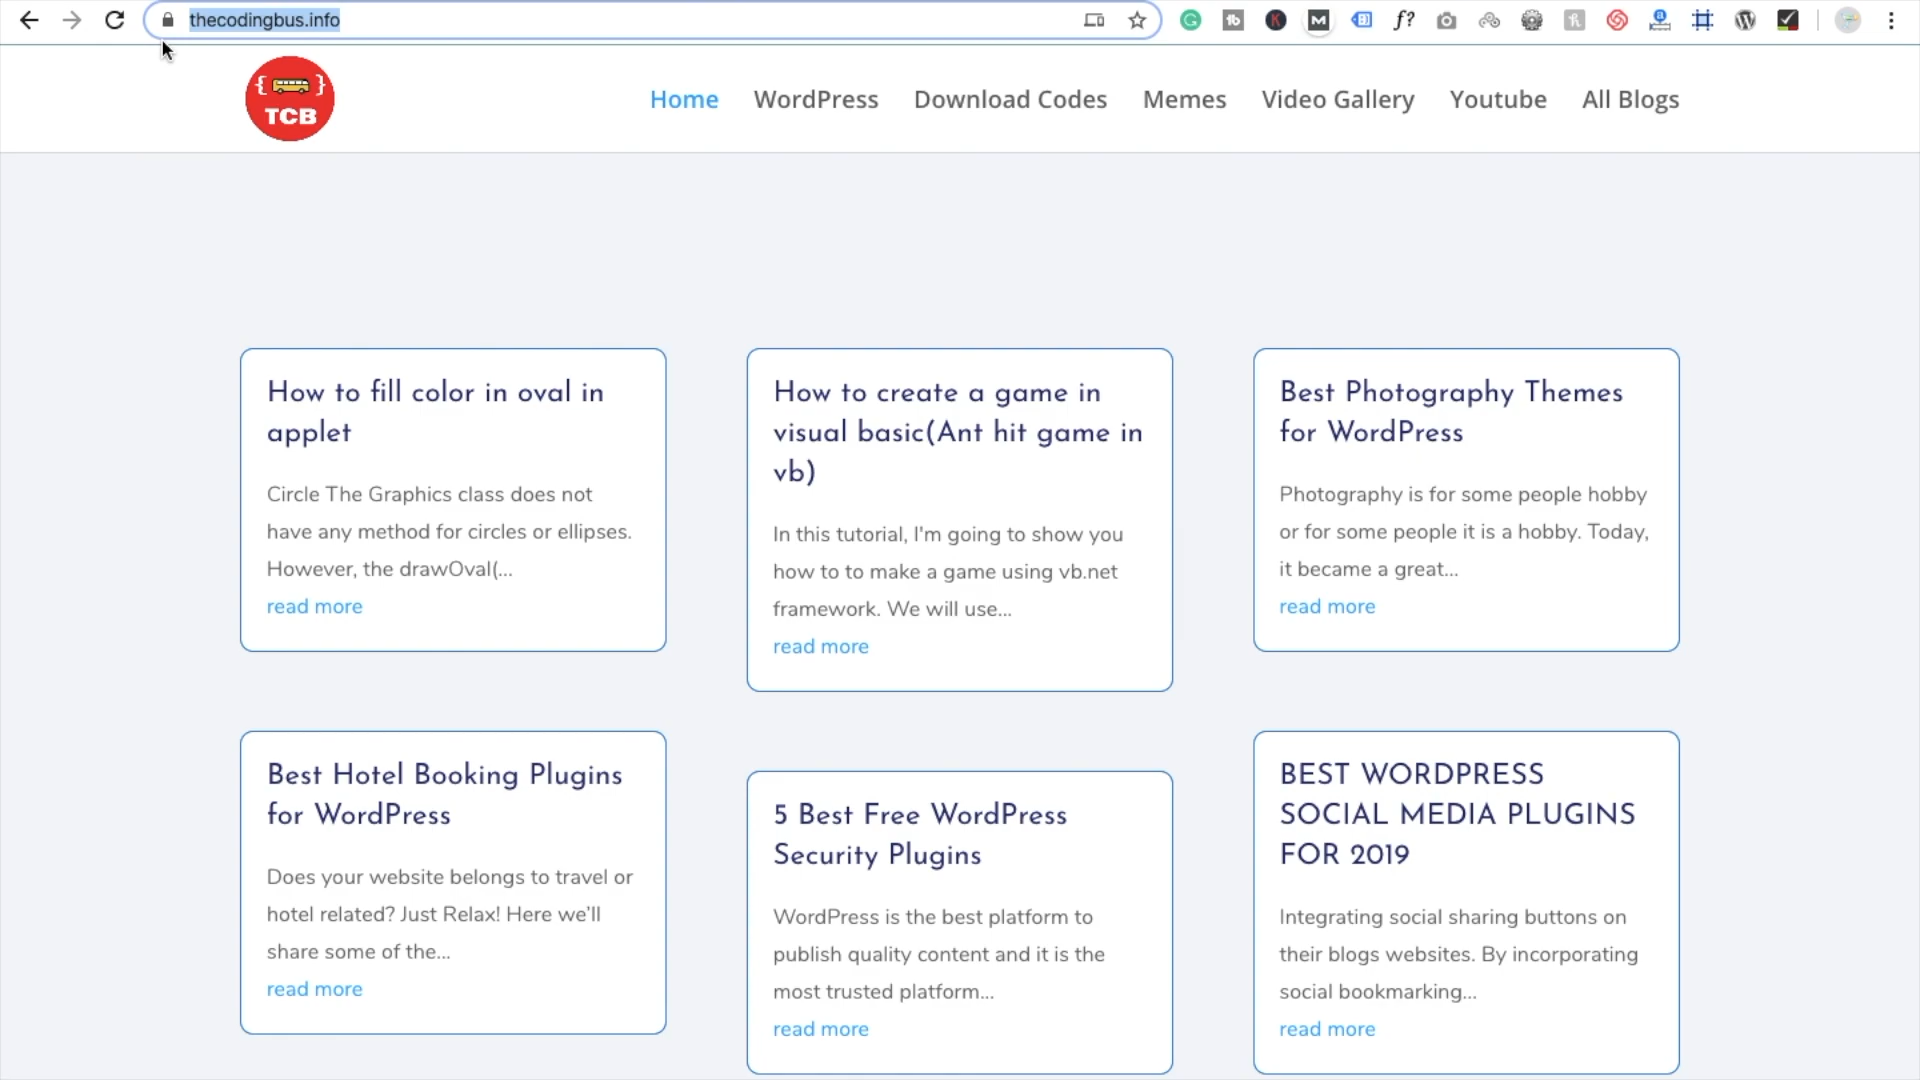 thecodingbus.info
{ } TCB
Home WordPress Download Codes Memes Video Gallery Youtube All Blogs
How to fill color in oval in
applet
Circle The Graphics class does not
have any method for circles or ellipses.
However, the drawOval(...
read more
How to create a game in
visual basic(Ant hit game in
vb)
In this tutorial, I'm going to show you
how to to make a game using vb.net
framework. We will use...
read more
Best Photography Themes
for WordPress
Photography is for some people hobby
or for some people it is a hobby. Today,
it became a great...
read more
Best Hotel Booking Plugins
for WordPress
Does your website belongs to travel or
hotel related? Just Relax! Here we'll
share some of the...
read more
5 Best Free WordPress
Security Plugins
WordPress is the best platform to
publish quality content and it is the
most trusted platform...
read more
BEST WORDPRESS
SOCIAL MEDIA PLUGINS
FOR 2019
Integrating social sharing buttons on
their blogs websites. By incorporating
social bookmarking...
read more